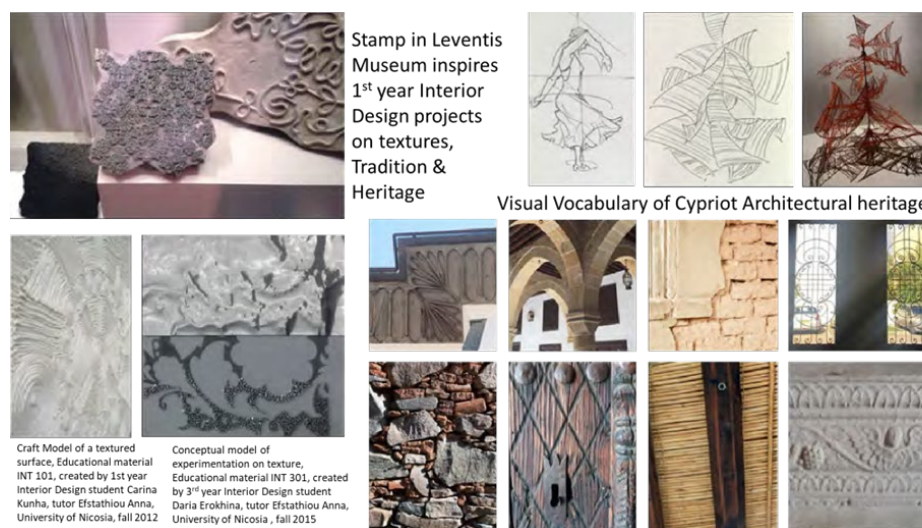 Stamp in Leventis
Museum inspires
1st year Interior
Design projects
on textures,
Tradition &
Heritage
Visual Vocabulary of Cypriot Architectural heritage
Craft Model of a textured
surface, Educational material
INT 101, created by 1st year
Interior Design student Carina
Kunha, tutor Efstathiou Anna,
University of Nicosia, fall 2012
Conceptual model of
experimentation on texture,
Educational material INT 301, created
by 3rd year Interior Design student
Daria Erokhina, tutor Efstathiou Anna,
University of Nicosia , fall 2015